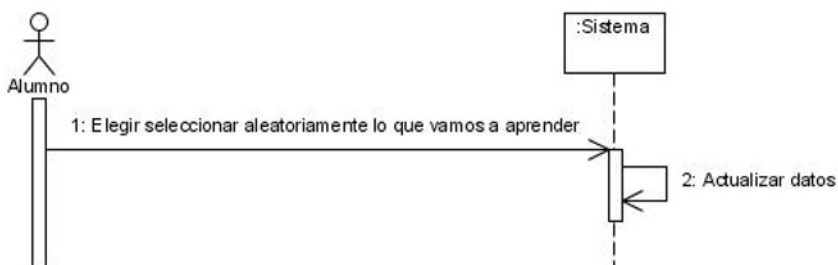 :Sistema
Alumno
1: Elegir seleccionar aleatoriamente lo que vamos a aprender
2: Actualizar datos